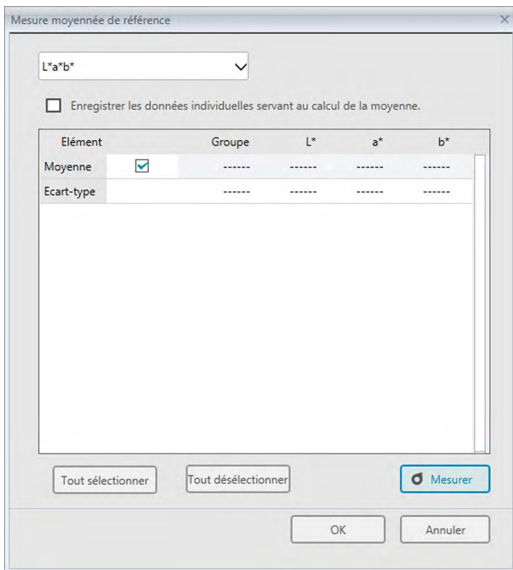 Mesure moyennée de référence
L*a*b*
Enregistrer les données individuelles servant au calcul de la moyenne.
Elément Groupe L* a* b*
Moyenne ------ ------ ------ ------
Ecart-type ------ ------ ------ ------
Tout sélectionner Tout désélectionner Mesurer
OK Annuler